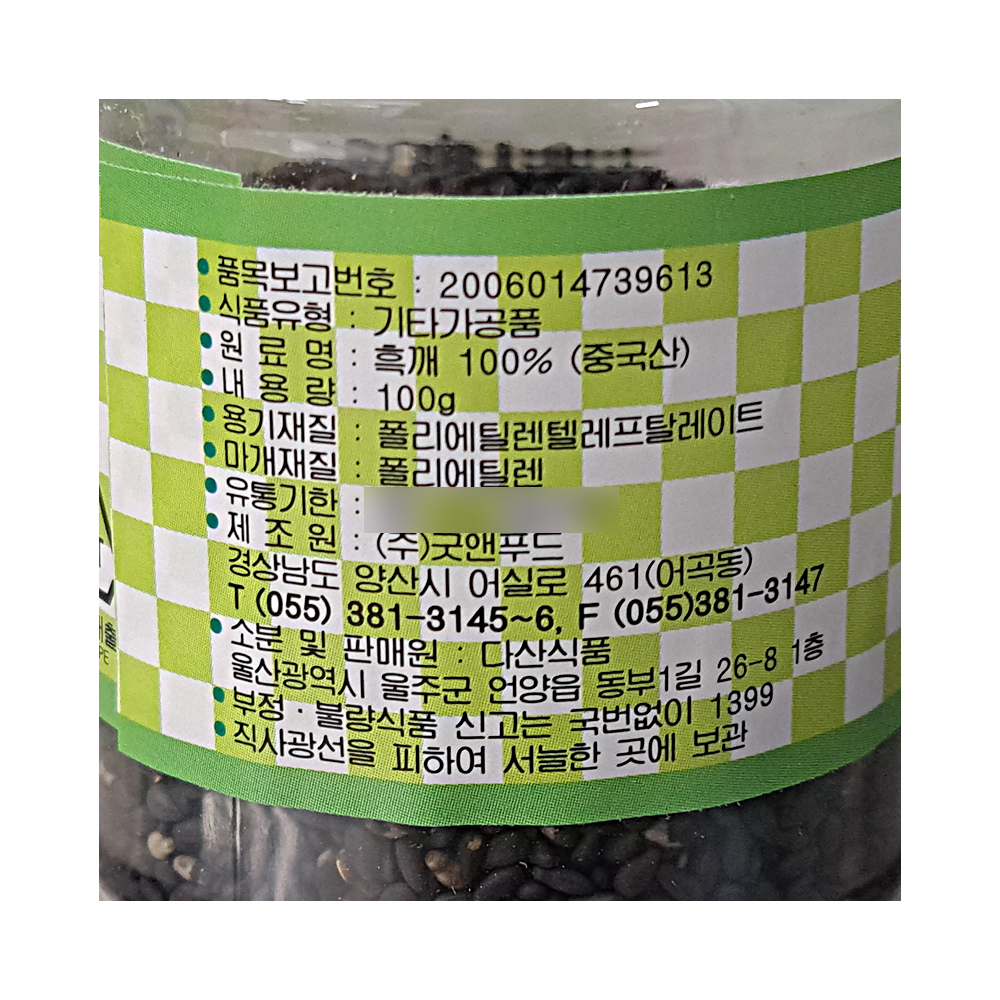 • 품목보고번호 : 2006014739613
• 식품유형 : 기타가공품
• 원 료 명 : 흑깨 100% (중국산)
• 내 용 량 : 100g
• 용기재질 : 폴리에틸렌텔레프탈레이트
• 마개재질 : 폴리에틸렌
• 유통기한 :
• 제 조 원 : (주)굿앤푸드
경상남도 양산시 어실로 461(어곡동)
T (055) 381-3145~6, F (055)381-3147
• 소분 및 판매원 : 다산식품
울산광역시 울주군 언양읍 동부1길 26-8 1층
• 부정·불량식품 신고는 국번없이 1399
• 직사광선을 피하여 서늘한 곳에 보관